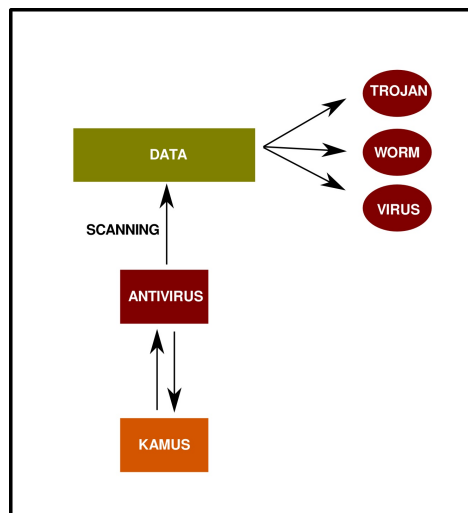 TROJAN
DATA
WORM
VIRUS
SCANNING
ANTIVIRUS
KAMUS